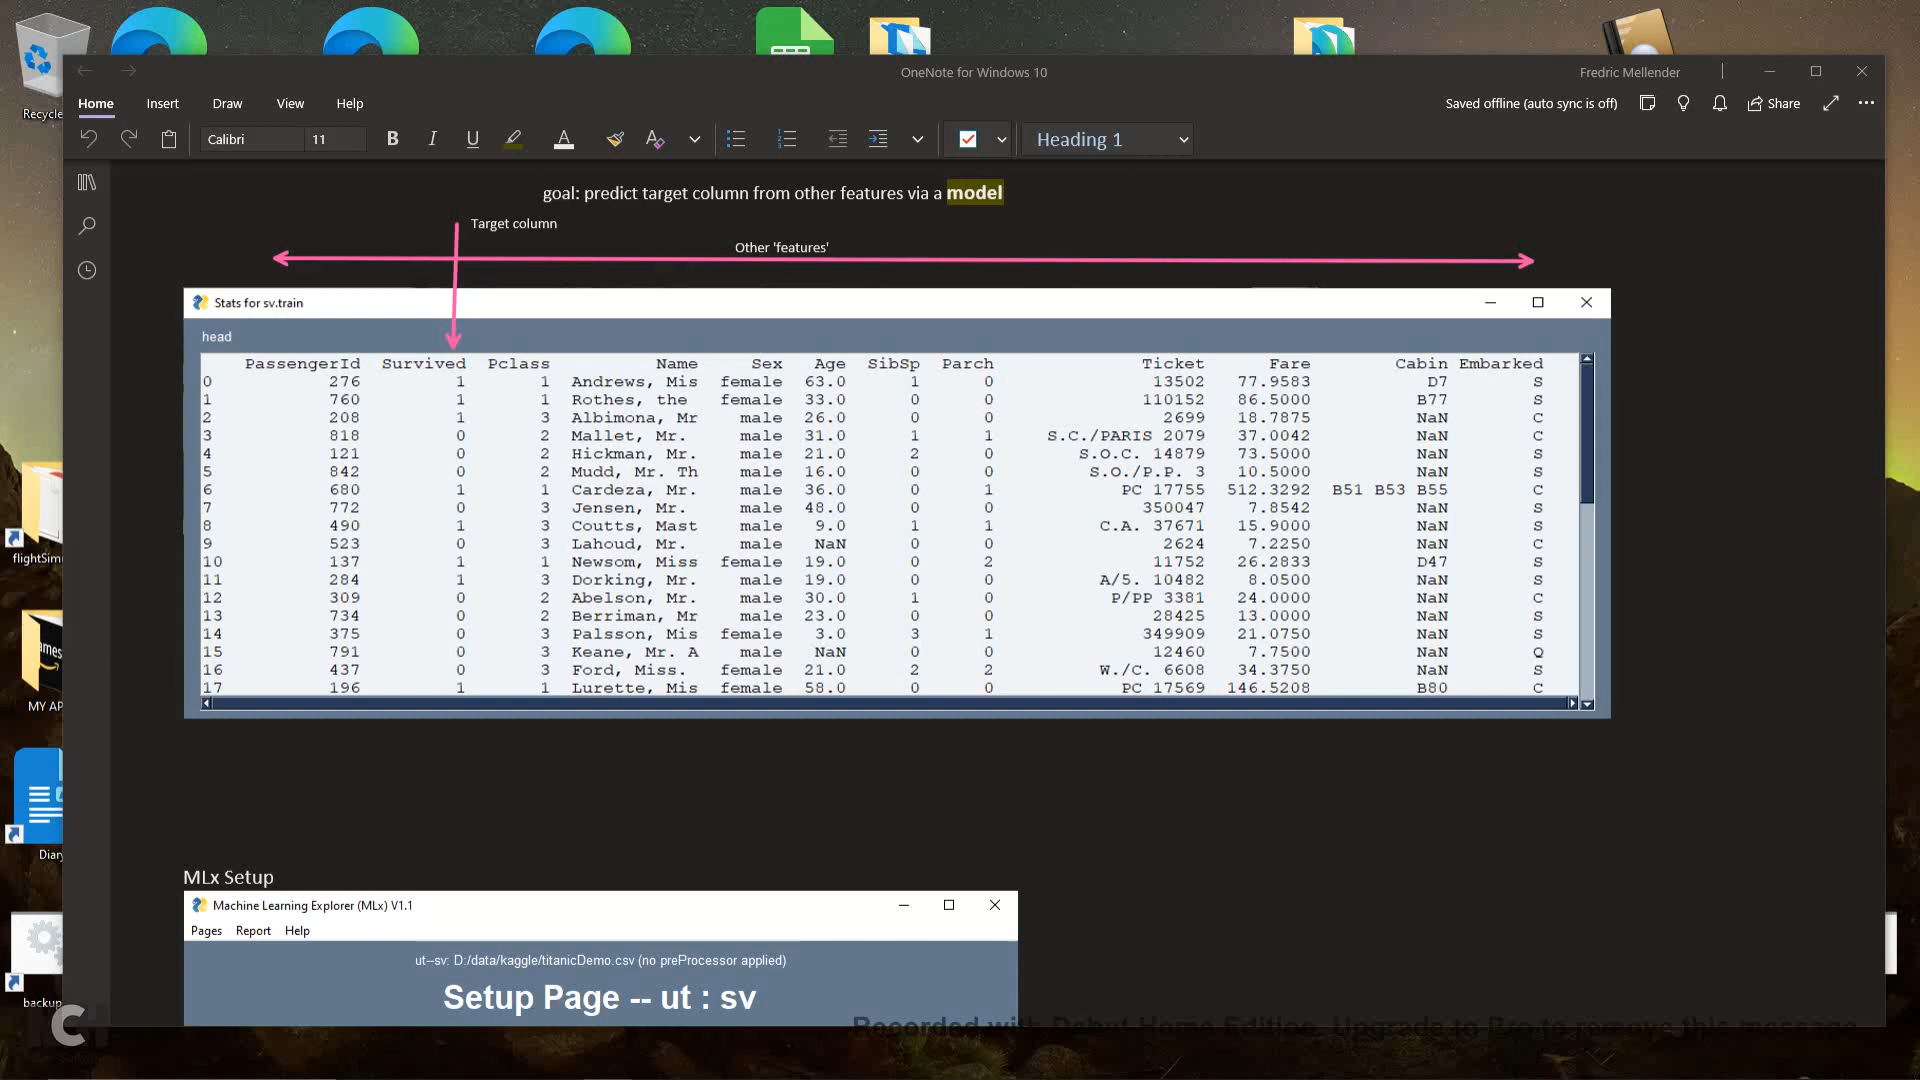 Recycle
OneNote for Windows 10
Fredric Mellender
Home Insert Draw View Help
Saved offline (auto sync is off) Share
Calibri 11 B I U A A Heading 1
goal: predict target column from other features via a model
Target column
Other 'features'
Stats for sv.train
head
PassengerId Survived Pclass Name Sex Age SibSp Parch Ticket Fare Cabin Embarked
0 276 1 1 Andrews, Mis female 63.0 1 0 13502 77.9583 D7 S
1 760 1 1 Rothes, the female 33.0 0 0 110152 86.5000 B77 S
2 208 1 3 Albimona, Mr male 26.0 0 0 2699 18.7875 NaN C
3 818 0 2 Mallet, Mr. male 31.0 1 1 S.C./PARIS 2079 37.0042 NaN C
4 121 0 2 Hickman, Mr. male 21.0 2 0 S.O.C. 14879 73.5000 NaN S
5 842 0 2 Mudd, Mr. Th male 16.0 0 0 S.O./P.P. 3 10.5000 NaN S
6 680 1 1 Cardeza, Mr. male 36.0 0 1 PC 17755 512.3292 B51 B53 B55 C
7 772 0 3 Jensen, Mr. male 48.0 0 0 350047 7.8542 NaN S
8 490 1 3 Coutts, Mast male 9.0 1 1 C.A. 37671 15.9000 NaN S
9 523 0 3 Lahoud, Mr. male NaN 0 0 2624 7.2250 NaN C
10 137 1 1 Newsom, Miss female 19.0 0 2 11752 26.2833 D47 S
11 284 1 3 Dorking, Mr. male 19.0 0 0 A/5. 10482 8.0500 NaN S
12 309 0 2 Abelson, Mr. male 30.0 1 0 P/PP 3381 24.0000 NaN C
13 734 0 2 Berriman, Mr male 23.0 0 0 28425 13.0000 NaN S
14 375 0 3 Palsson, Mis female 3.0 3 1 349909 21.0750 NaN S
15 791 0 3 Keane, Mr. A male NaN 0 0 12460 7.7500 NaN Q
16 437 0 3 Ford, Miss. female 21.0 2 2 W./C. 6608 34.3750 NaN S
17 196 1 1 Lurette, Mis female 58.0 0 0 PC 17569 146.5208 B80 C
flightSim
MY AP
Diary
backup
MLx Setup
Machine Learning Explorer (MLx) V1.1
Pages Report Help
ut--sv: D:/data/kaggle/titanicDemo.csv (no preProcessor applied)
Setup Page -- ut : sv
Recorded with Debut Home Edition. Upgrade to Pro to remove this message